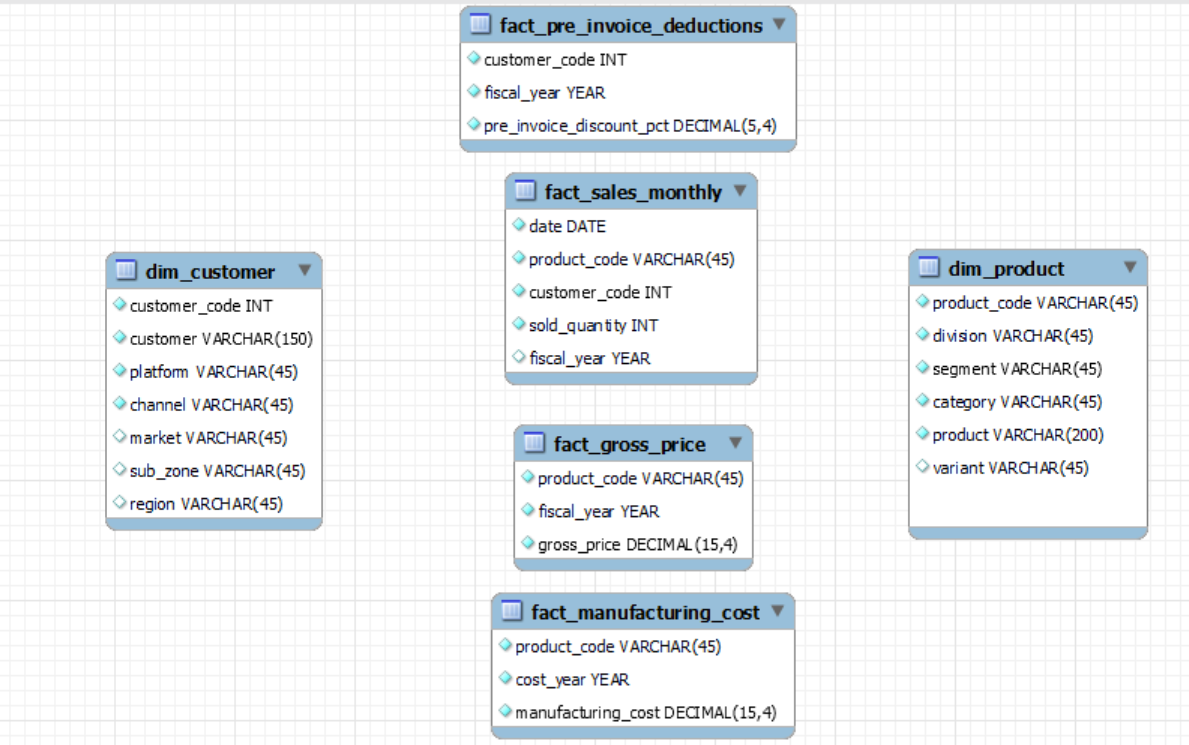 fact_pre_invoice_deductions
customer_code INT
fiscal_year YEAR
pre_invoice_discount_pct DECIMAL(5,4)
fact_sales_monthly
date DATE
product_code VARCHAR(45)
customer_code INT
sold_quantity INT
fiscal_year YEAR
dim_customer
customer_code INT
customer VARCHAR(150)
platform VARCHAR(45)
channel VARCHAR(45)
market VARCHAR(45)
sub_zone VARCHAR(45)
region VARCHAR(45)
dim_product
product_code VARCHAR(45)
division VARCHAR(45)
segment VARCHAR(45)
category VARCHAR(45)
product VARCHAR(200)
variant VARCHAR(45)
fact_gross_price
product_code VARCHAR(45)
fiscal_year YEAR
gross_price DECIMAL(15,4)
fact_manufacturing_cost
product_code VARCHAR(45)
cost_year YEAR
manufacturing_cost DECIMAL(15,4)